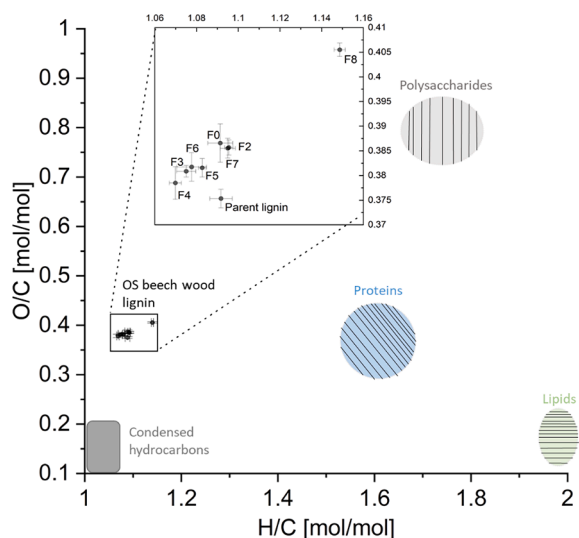 1.06 1.08 1.10 1.12 1.14 1.16
0.41
0.405
0.4
0.395
0.39
0.385
0.38
0.375
0.37
F8
F0
F2
F6
F3
F5
F7
F4
Parent lignin
1
0.9
0.8
0.7
0.6
0.5
0.4
0.3
0.2
0.1
O/C [mol/mol]
Polysaccharides
OS beech wood
lignin
Proteins
Lipids
Condensed
hydrocarbons
1 1.2 1.4 1.6 1.8 2
H/C [mol/mol]